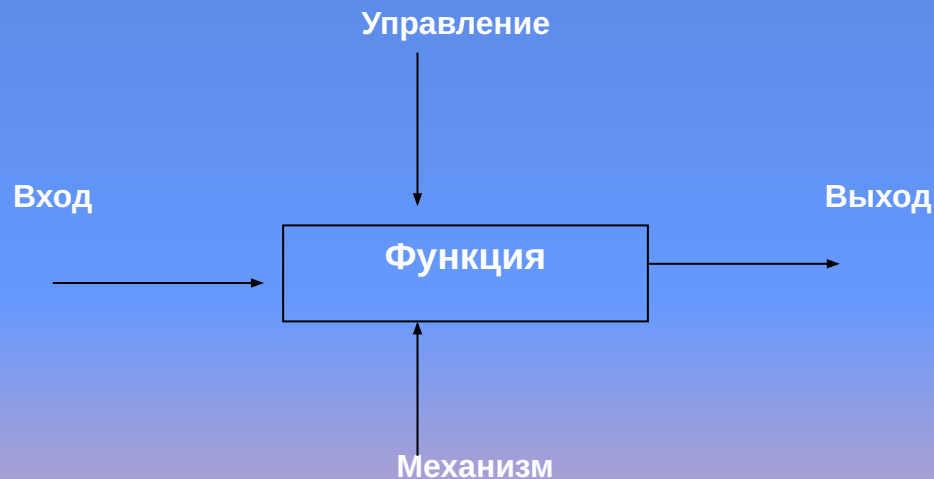 Управление
Вход
Выход
Функция
Механизм